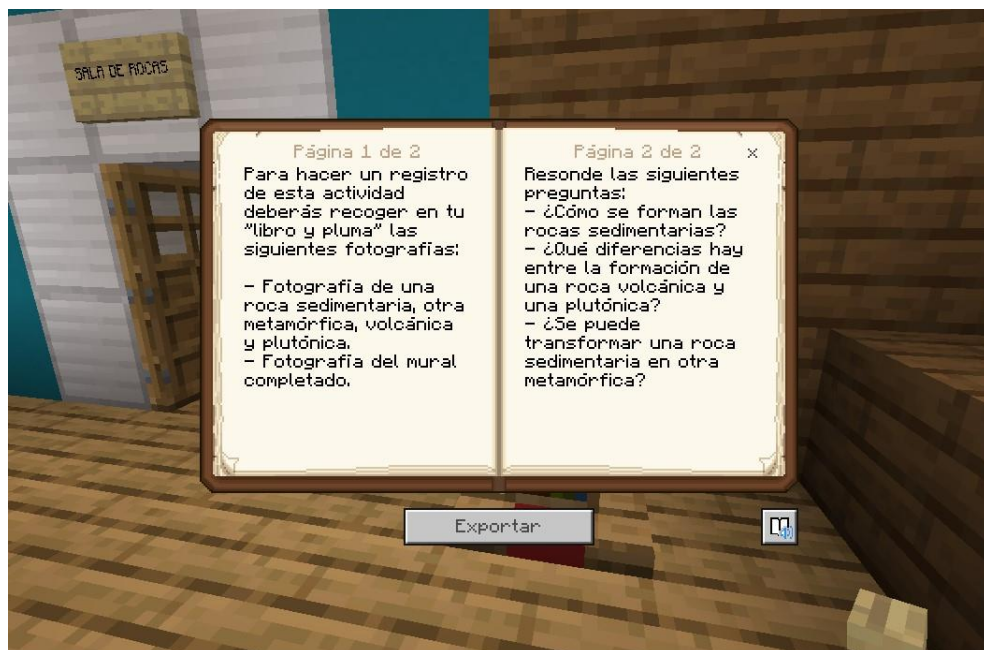 SALA DE ROCAS
Página 1 de 2
Para hacer un registro
de esta actividad
deberás recoger en tu
"libro y pluma" las
siguientes fotografías:
- Fotografía de una
roca sedimentaria, otra
metamórfica, volcánica
y plutónica.
- Fotografía del mural
completado.
Página 2 de 2
Resonde las siguientes
preguntas:
- ¿Cómo se forman las
rocas sedimentarias?
- ¿Qué diferencias hay
entre la formación de
una roca volcánica y
una plutónica?
- ¿Se puede
transformar una roca
sedimentaria en otra
metamórfica?
Exportar